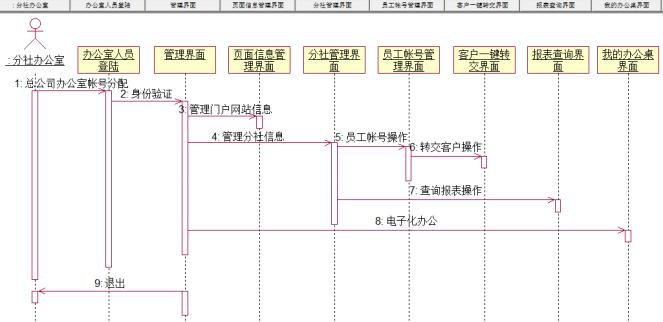 : 分社办公室
办公室人员登陆
管理界面
页面信息管理界面
分社管理界面
员工帐号管理界面
客户一键转交界面
报表查询界面
我的办公桌界面
: 分社办公室
办公室人员
登陆
管理界面
页面信息管
理界面
分社管理界
面
员工帐号管
理界面
客户一键转
交界面
报表查询界
面
我的办公桌
界面
1: 总公司办公室帐号分配
2: 身份验证
3: 管理门户网站信息
4: 管理分社信息
5: 员工帐号操作
6: 转交客户操作
7: 查询报表操作
8: 电子化办公
9: 退出